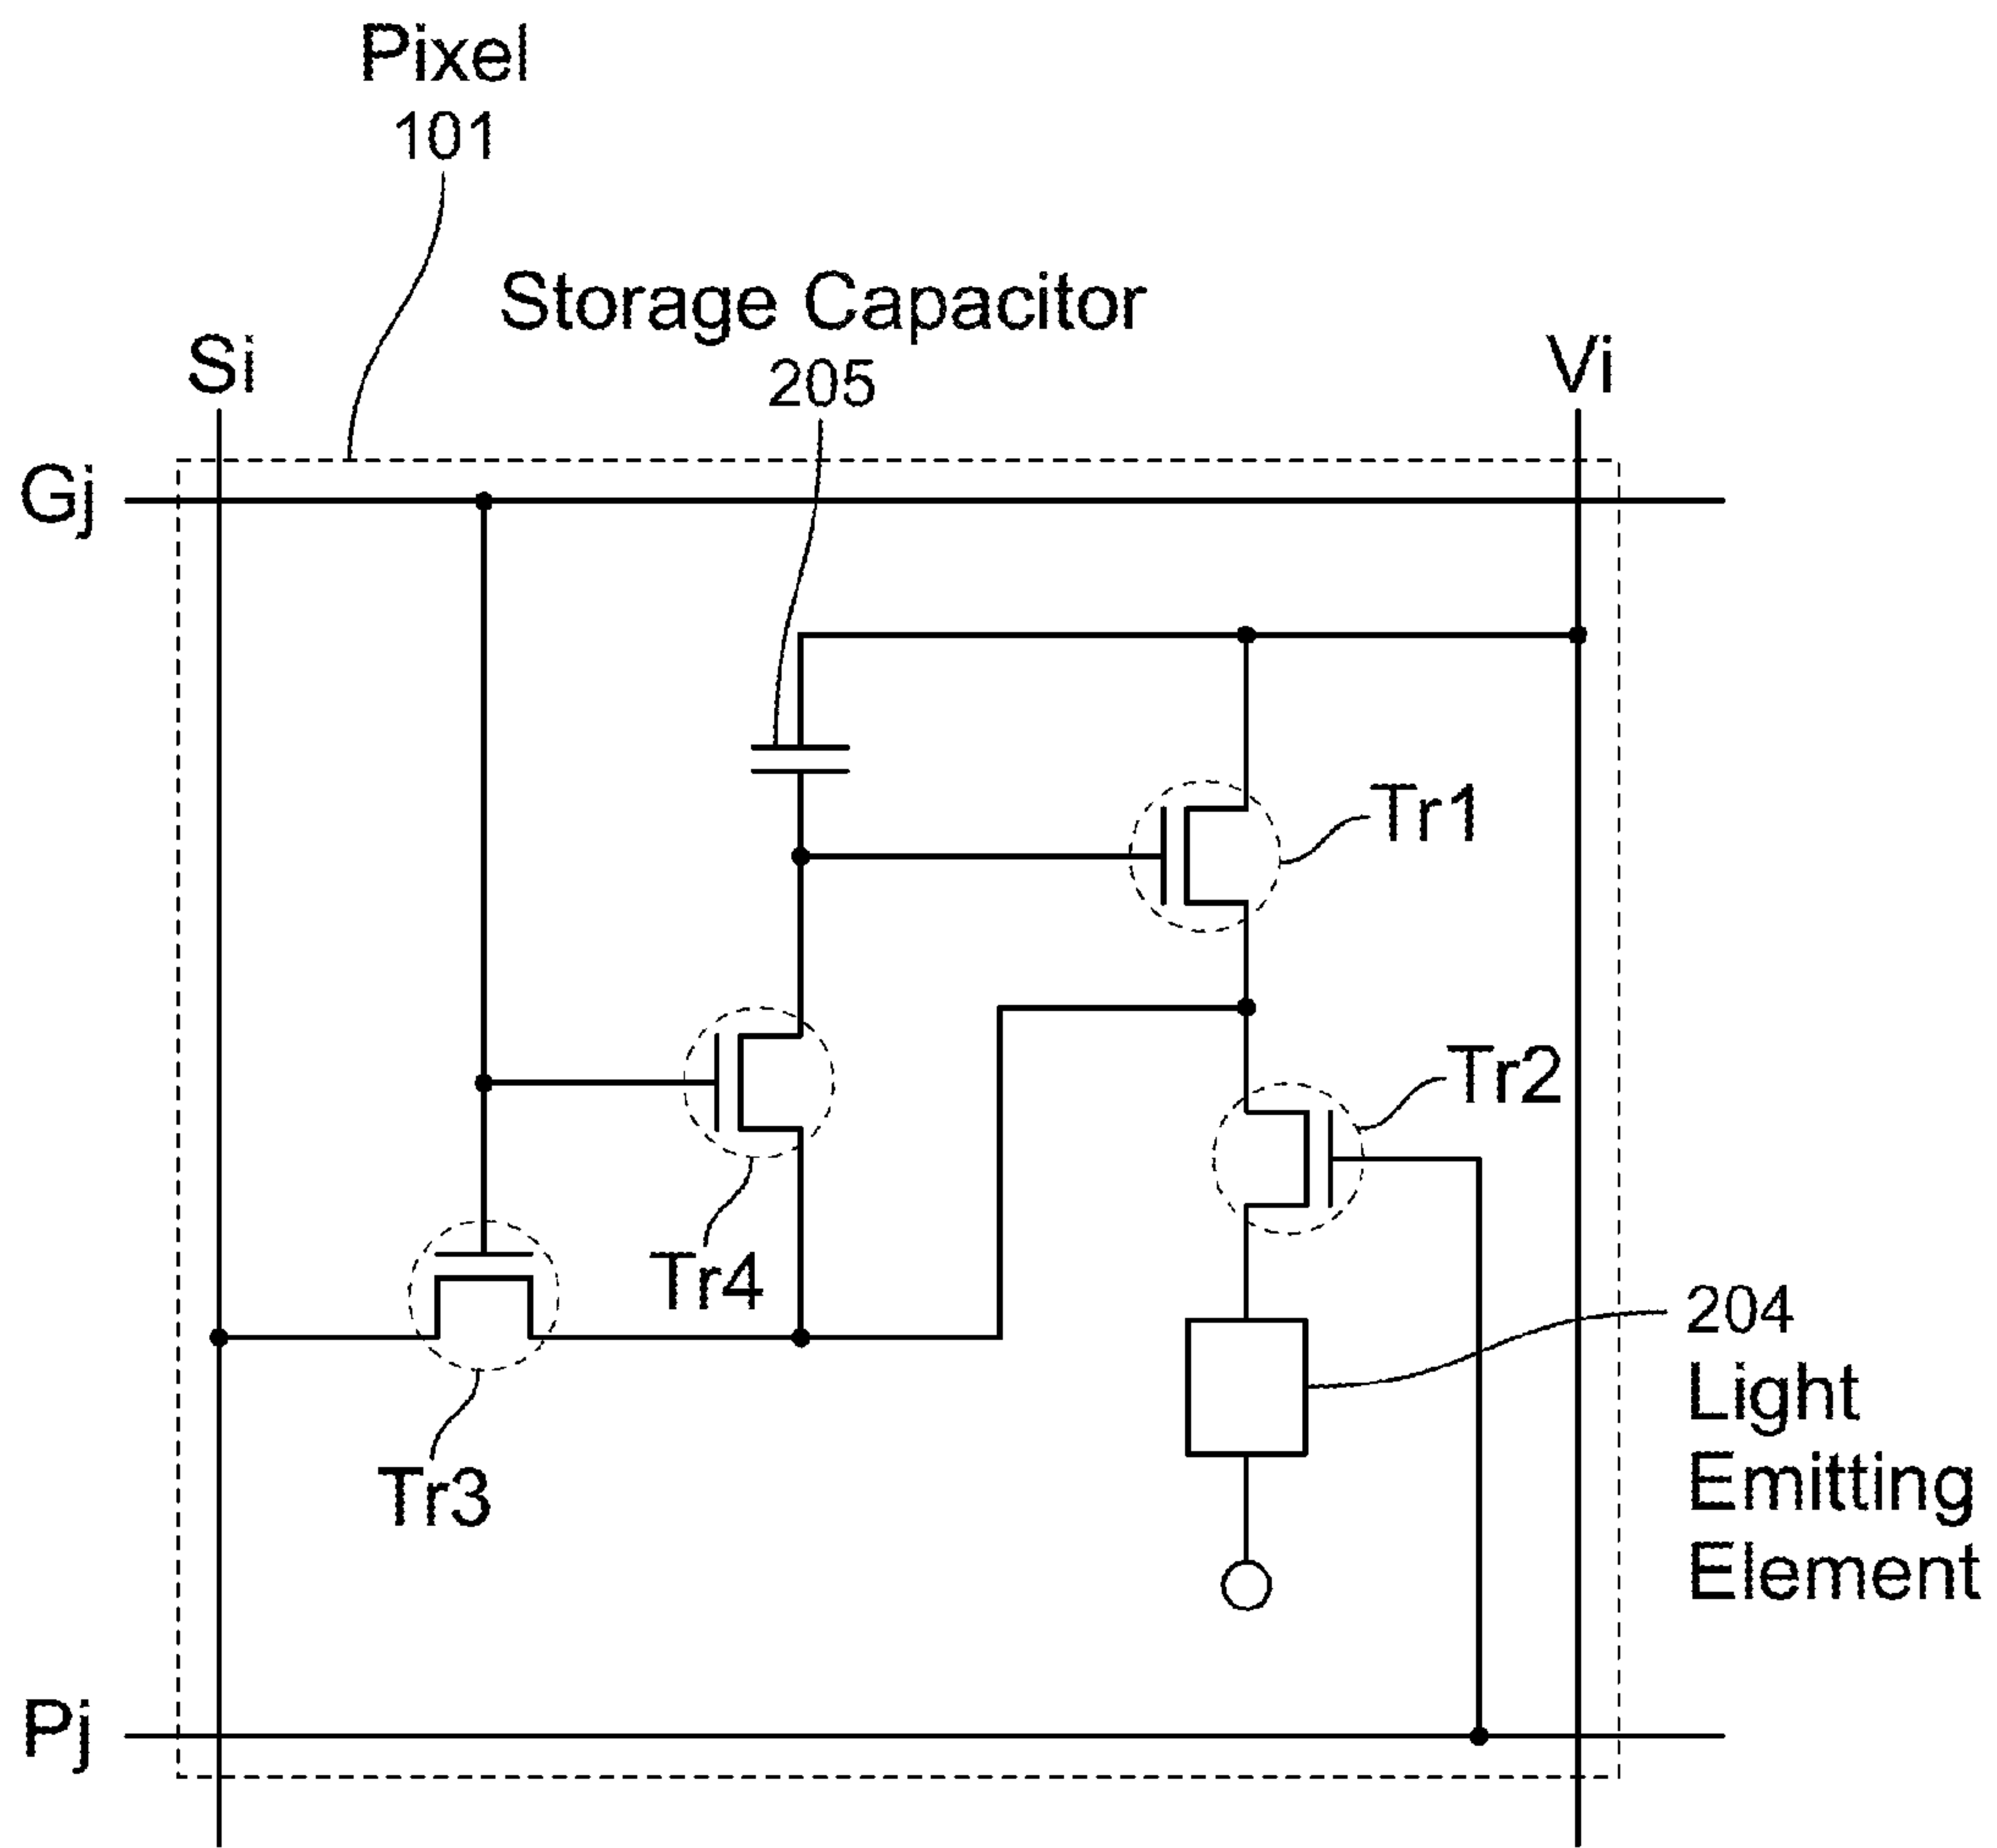 Pixel
101
Storage Capacitor
205
Si
Vi
Gj
Tr1
Tr2
Tr4
Tr3
204
Light
Emitting
Element
Pj